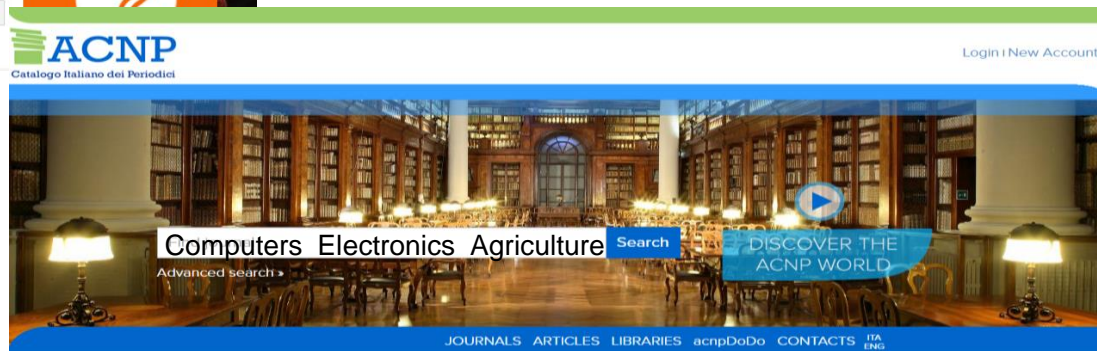 ACNP
Catalogo Italiano dei Periodici
Login | New Account
Computers Electronics Agriculture
Search
Advanced search »
DISCOVER THE
ACNP WORLD
JOURNALS ARTICLES LIBRARIES acnpDoDo CONTACTS ITA
ENG